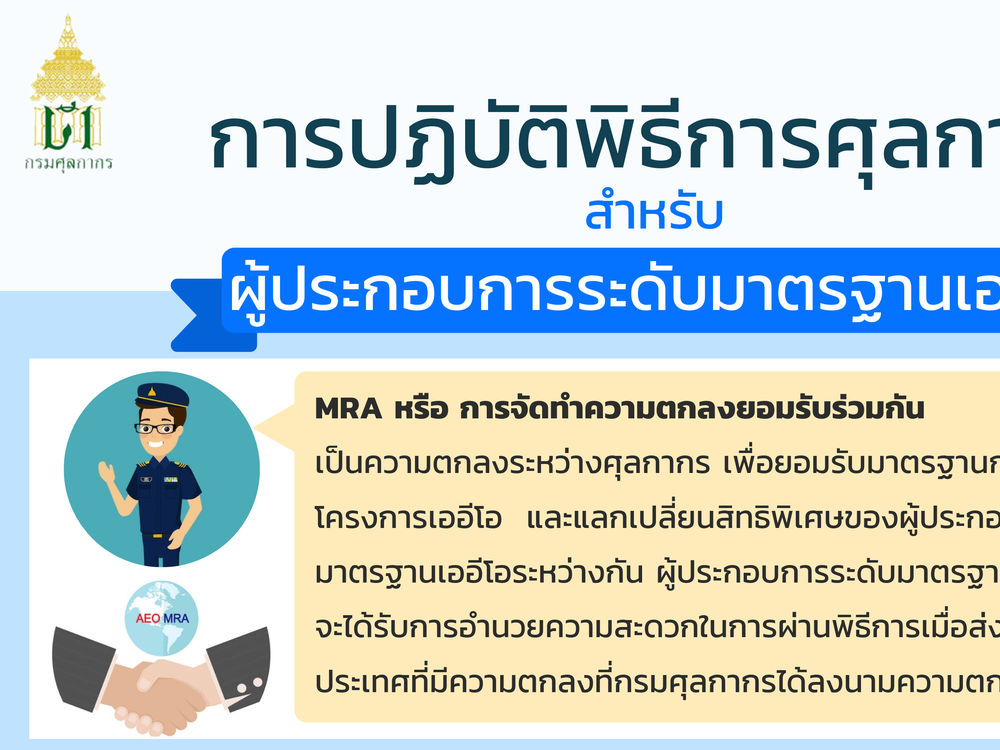 กรมศุลกากร
การปฏิบัติพิธีการศุลกา
สำหรับ
ผู้ประกอบการระดับมาตรฐานเอ
MRA หรือ การจัดทำความตกลงยอมรับร่วมกัน
เป็นความตกลงระหว่างศุลกากร เพื่อยอมรับมาตรฐานก
โครงการเออีโอ และแลกเปลี่ยนสิทธิพิเศษของผู้ประกอ
มาตรฐานเออีโอระหว่างกัน ผู้ประกอบการระดับมาตรฐา
จะได้รับการอำนวยความสะดวกในการผ่านพิธีการเมื่อส่ง
ประเทศที่มีความตกลงที่กรมศุลกากรได้ลงนามความตก
AEO MRA